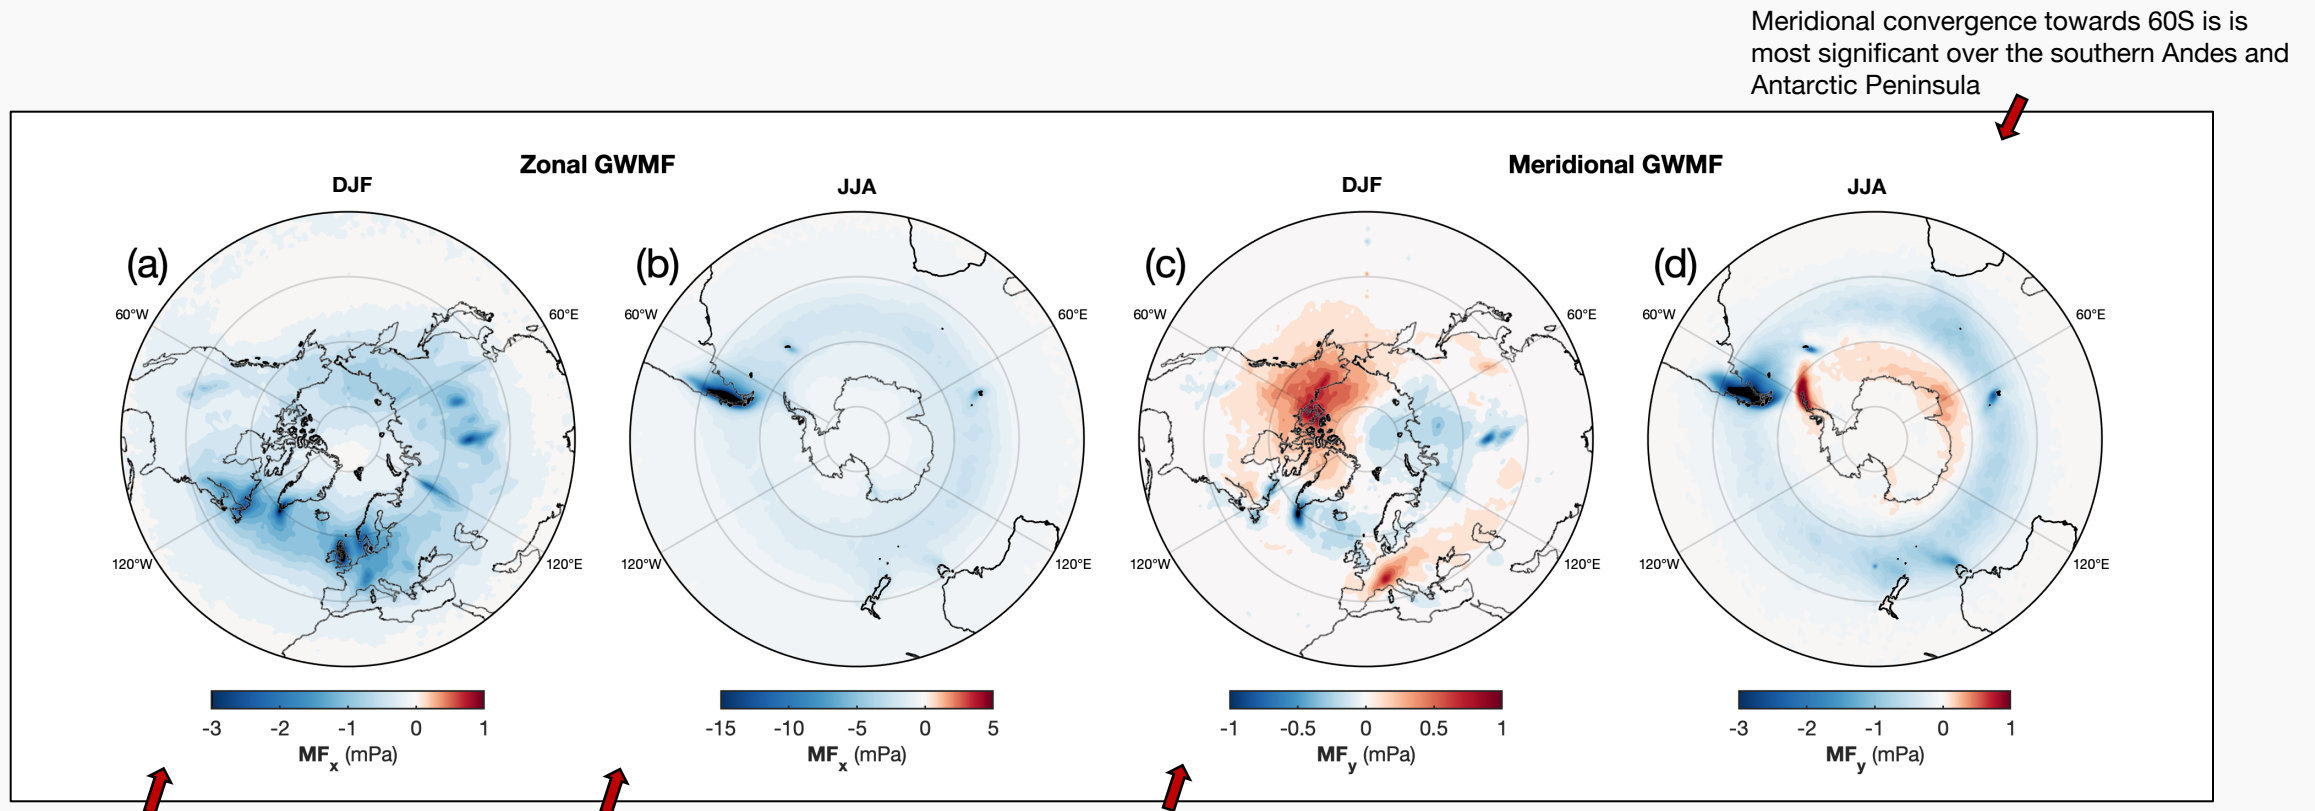 Meridional convergence towards 60S is is
most significant over the southern Andes and
Antarctic Peninsula
Zonal GWMF
Meridional GWMF
DJF
JJA
DJF
JJA
(a)
(b)
(c)
(d)
60°W
60°E
60°W
60°E
60°W
60°E
60°W
60°E
120°W
120°E
120°W
120°E
120°W
120°E
120°W
120°E
-3 -2 -1 0 1
-15 -10 -5 0 5
-1 -0.5 0 0.5 1
-3 -2 -1 0 1
MFx (mPa)
MFx (mPa)
MFy (mPa)
MFy (mPa)